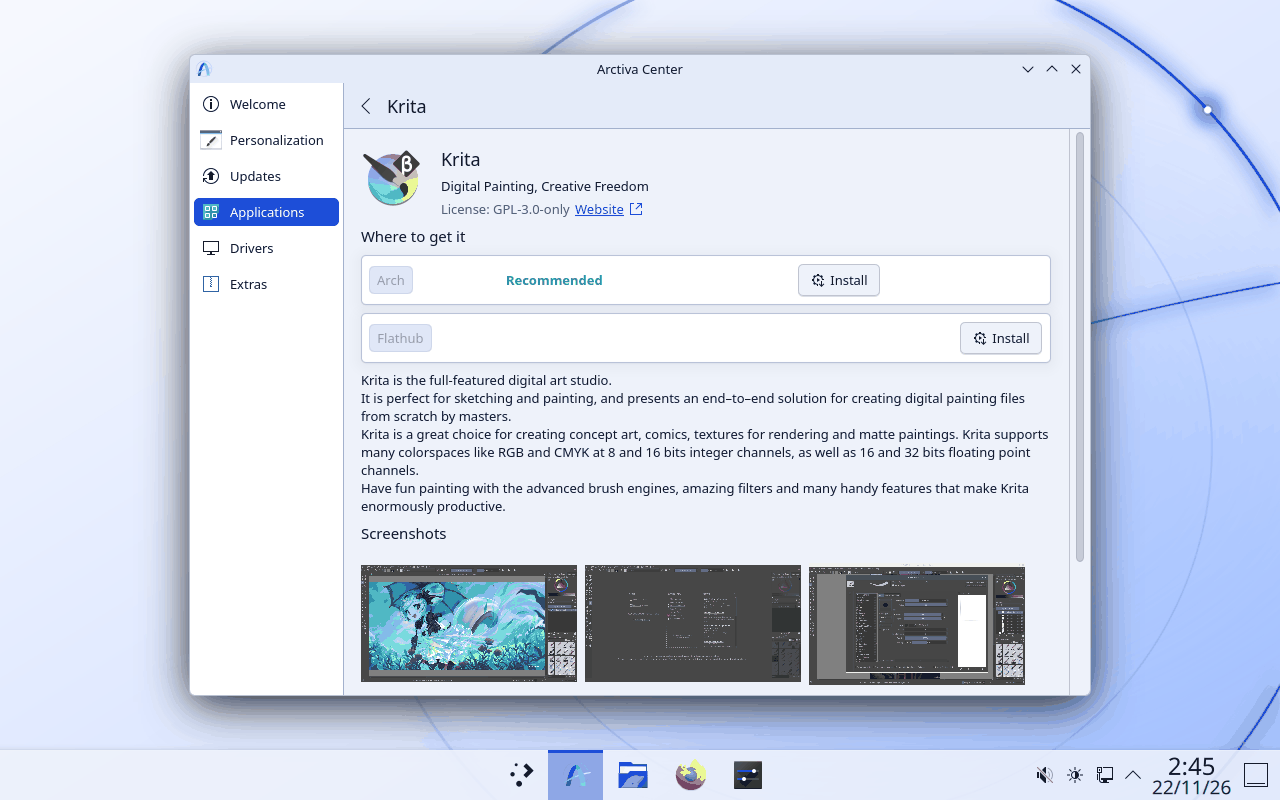 Arctiva Center
Welcome
Personalization
Updates
Applications
Drivers
Extras
Krita
Krita
Digital Painting, Creative Freedom
License: GPL-3.0-only Website
Where to get it
Arch Recommended Install
Flathub Install
Krita is the full-featured digital art studio.
It is perfect for sketching and painting, and presents an end–to–end solution for creating digital painting files
from scratch by masters.
Krita is a great choice for creating concept art, comics, textures for rendering and matte paintings. Krita supports
many colorspaces like RGB and CMYK at 8 and 16 bits integer channels, as well as 16 and 32 bits floating point
channels.
Have fun painting with the advanced brush engines, amazing filters and many handy features that make Krita
enormously productive.
Screenshots
2:45
22/11/26